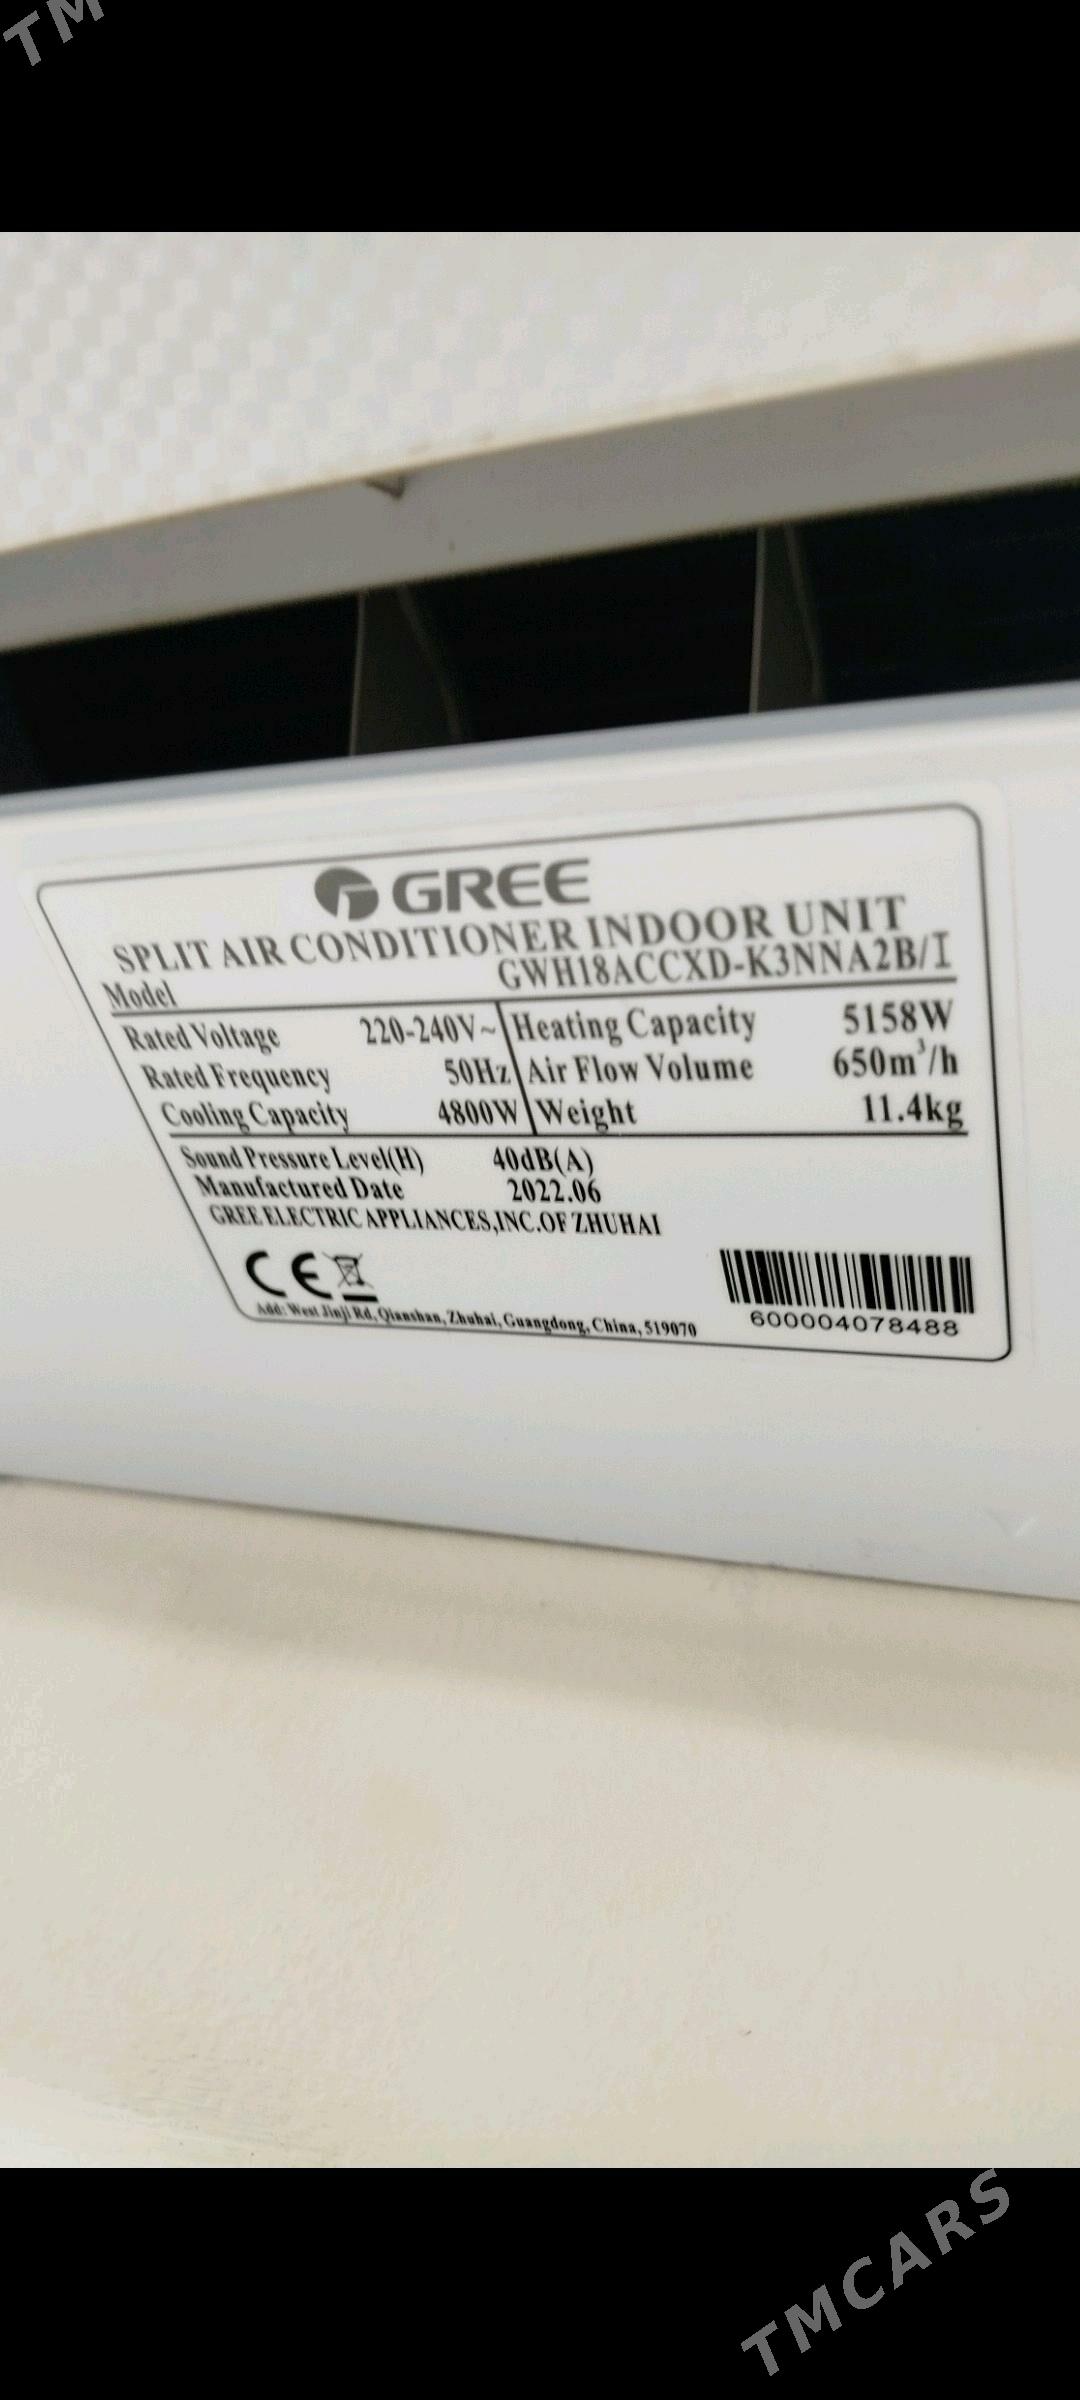 TM
GREE
SPLIT AIR CONDITIONER INDOOR UNIT
Model GWH18ACCXD-K3NNA2B/I
Rated Voltage 220-240V~ Heating Capacity 5158W
Rated Frequency 50Hz Air Flow Volume 650m³/h
Cooling Capacity 4800W Weight 11.4kg
Sound Pressure Level(H) 40dB(A)
Manufactured Date 2022.06
GREE ELECTRIC APPLIANCES,INC.OF ZHUHAI
CE
Add: West Jinji Rd, Qianshan, Zhuhai, Guangdong, China, 519070
600004078488
TMCARS